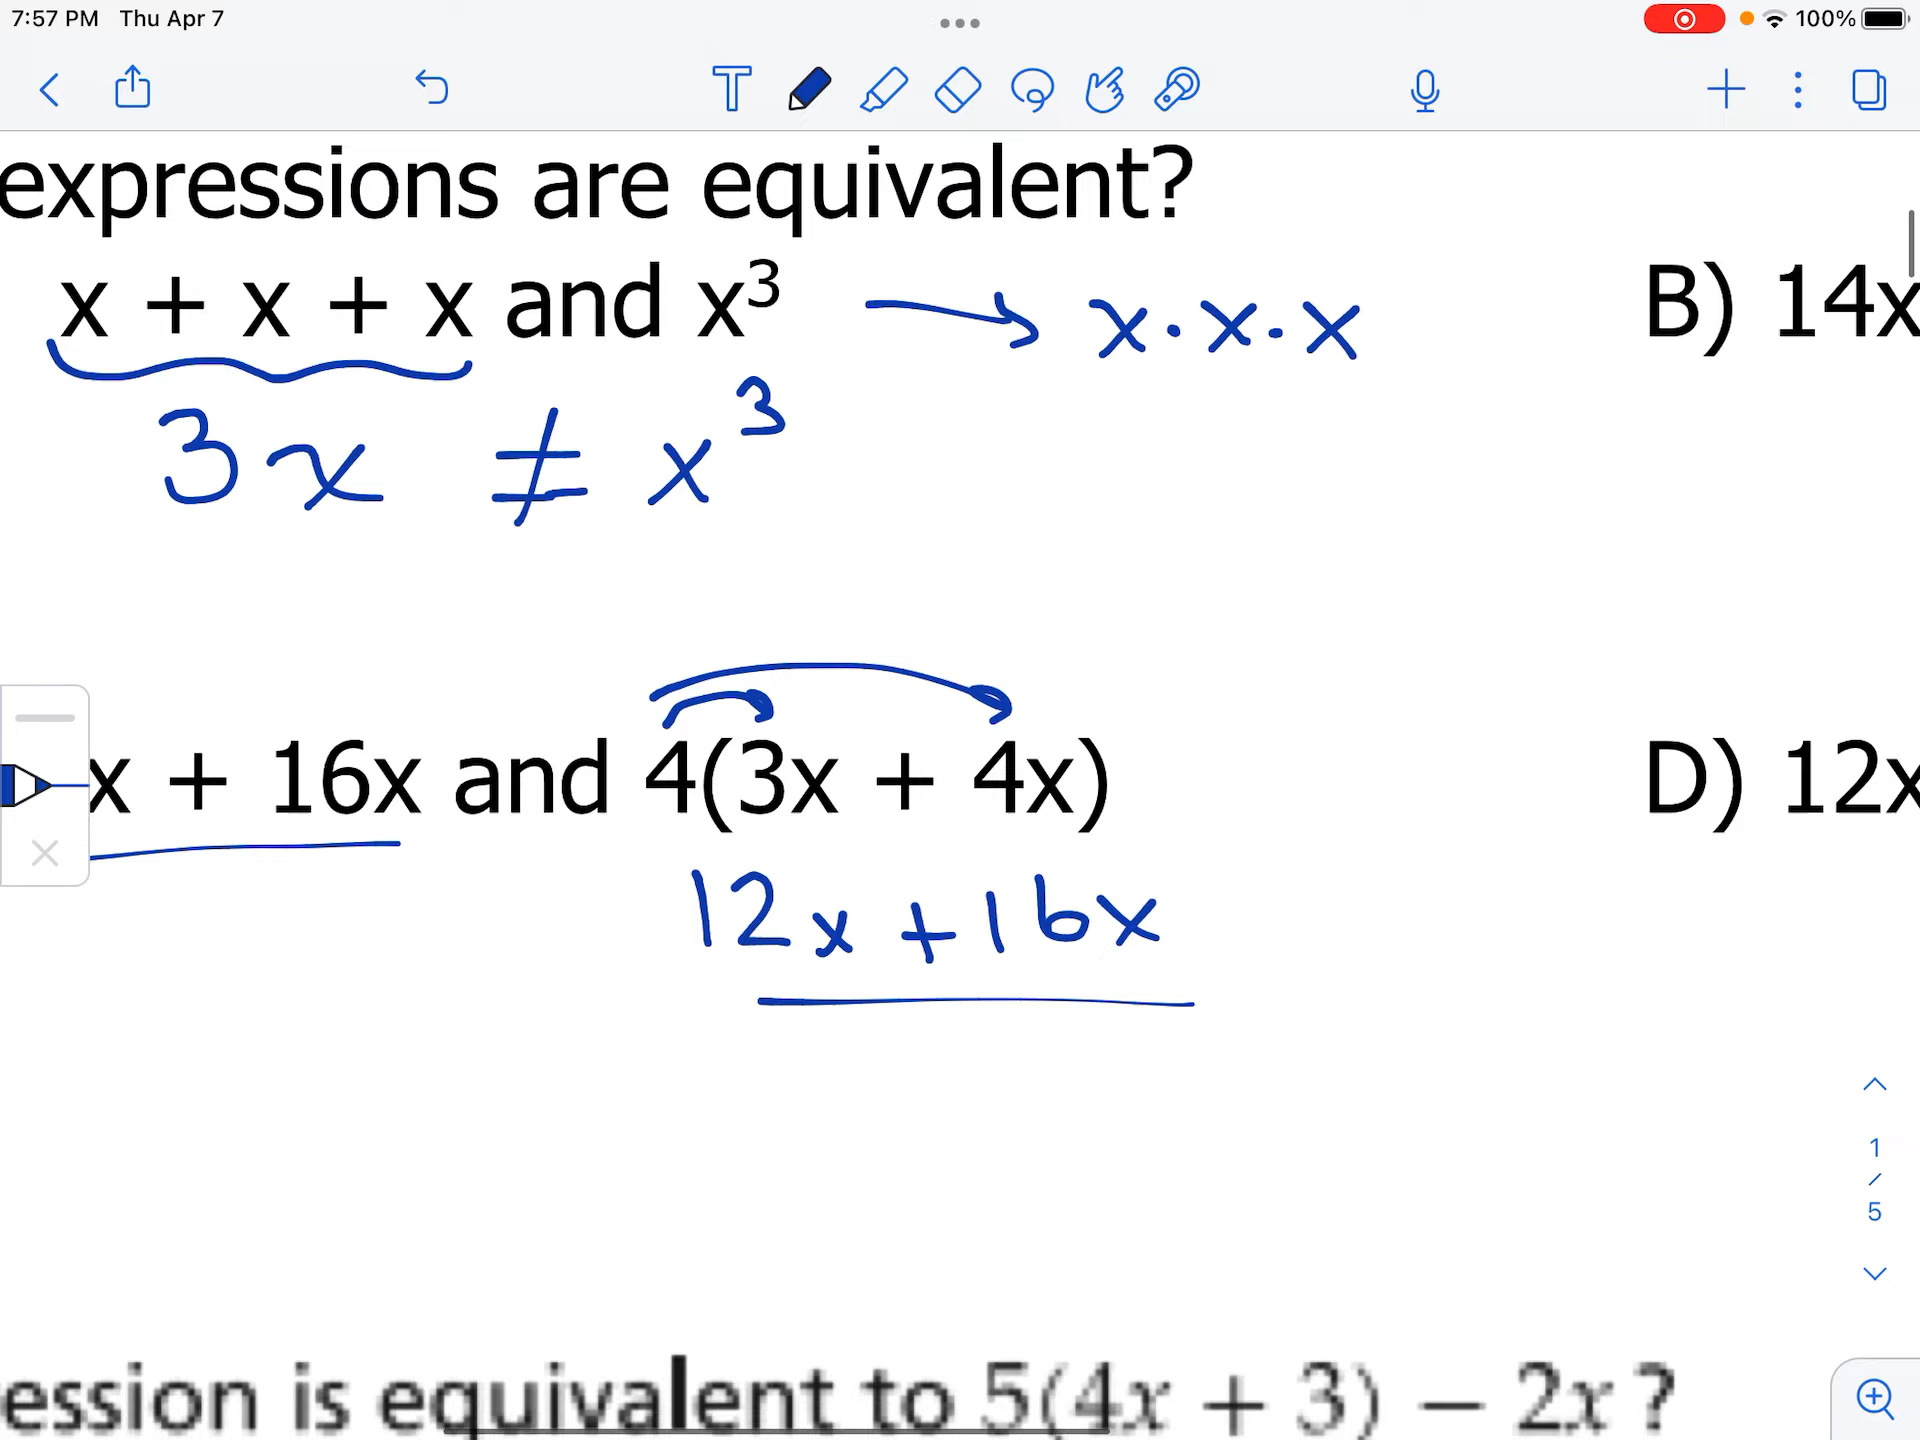 7:57 PM Thu Apr 7
100%
expressions are equivalent?
x + x + x and x³ → x·x·x
B) 14x
3x ≠ x³
x + 16x and 4(3x + 4x)
D) 12x
12x + 16x
1
/
5
ession is equivalent to 5(4x + 3) − 2x?